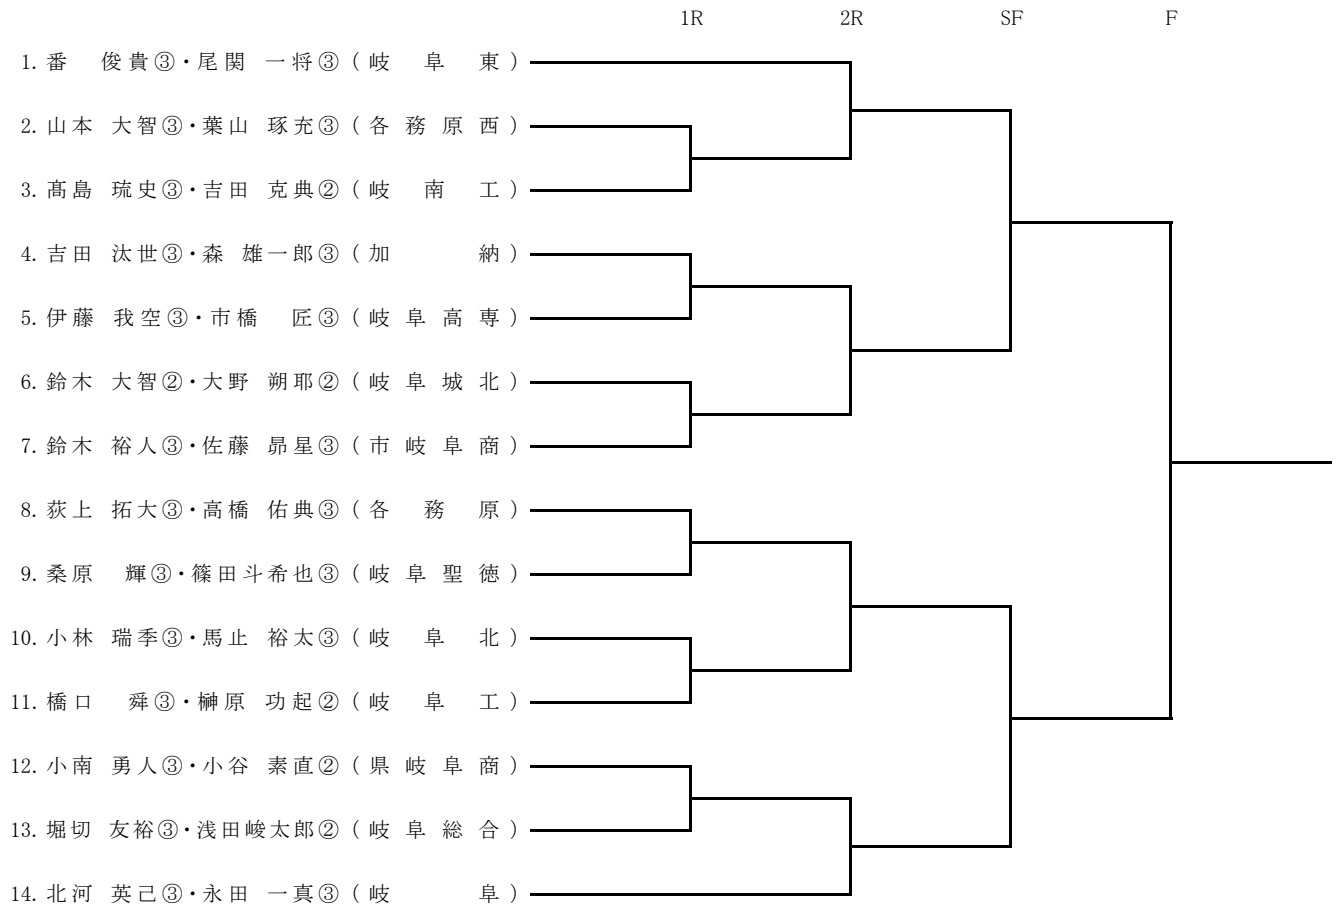 1R 2R SF F
1. 番 俊貴③・尾関 一将③(岐阜東)
2. 山本 大智③・葉山 琢充③(各務原西)
3. 髙島 琉史③・吉田 克典②(岐南工)
4. 吉田 汰世③・森 雄一郎③(加納)
5. 伊藤 我空③・市橋 匠③(岐阜高専)
6. 鈴木 大智②・大野 朔耶②(岐阜城北)
7. 鈴木 裕人③・佐藤 昴星③(市岐阜商)
8. 荻上 拓大③・高橋 佑典③(各務原)
9. 桑原 輝③・篠田斗希也③(岐阜聖徳)
10. 小林 瑞季③・馬止 裕太③(岐阜北)
11. 橋口 舜③・榊原 功起②(岐阜工)
12. 小南 勇人③・小谷 素直②(県岐阜商)
13. 堀切 友裕③・浅田峻太郎②(岐阜総合)
14. 北河 英己③・永田 一真③(岐阜)